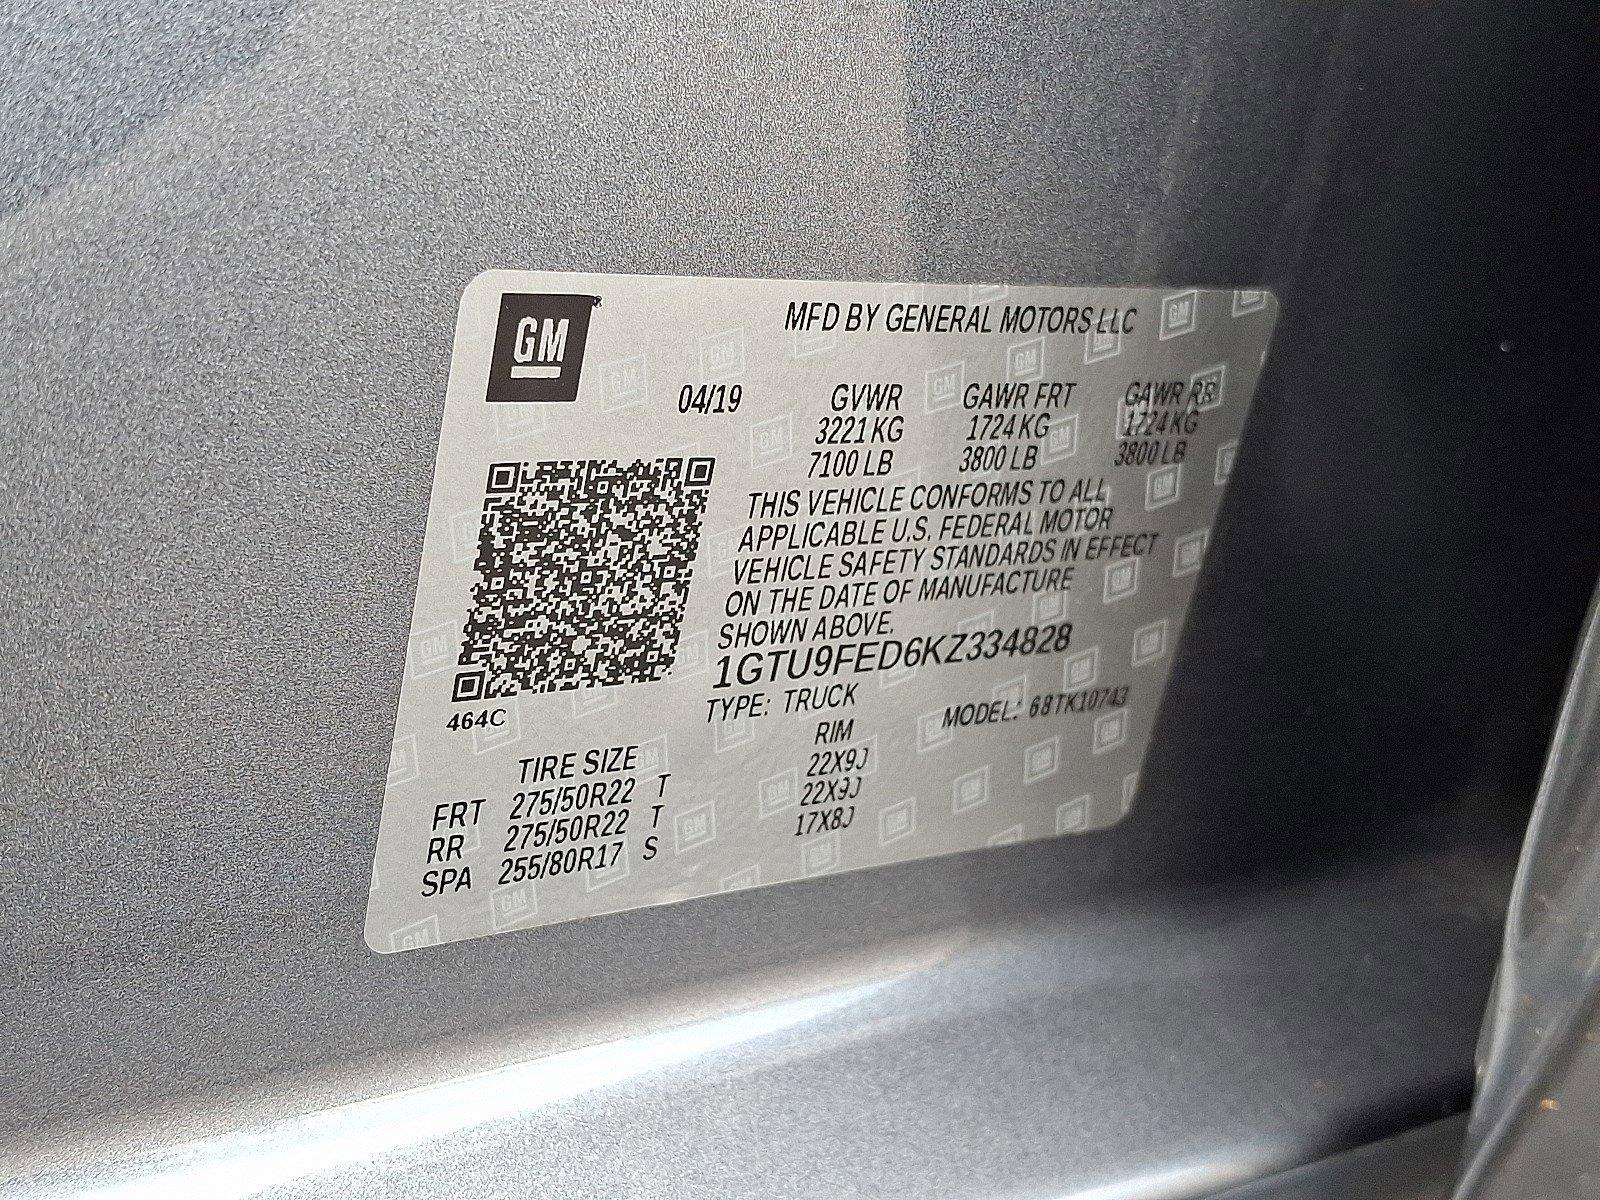 GM
MFD BY GENERAL MOTORS LLC
04/19 GVWR GAWR FRT GAWR RR
3221 KG 1724 KG 1724 KG
7100 LB 3800 LB 3800 LB
THIS VEHICLE CONFORMS TO ALL
APPLICABLE U.S. FEDERAL MOTOR
VEHICLE SAFETY STANDARDS IN EFFECT
ON THE DATE OF MANUFACTURE
SHOWN ABOVE.
1GTU9FED6KZ334828
TYPE: TRUCK MODEL: 68TK10743
464C
TIRE SIZE RIM
FRT 275/50R22 T 22X9J
RR 275/50R22 T 22X9J
SPA 255/80R17 S 17X8J